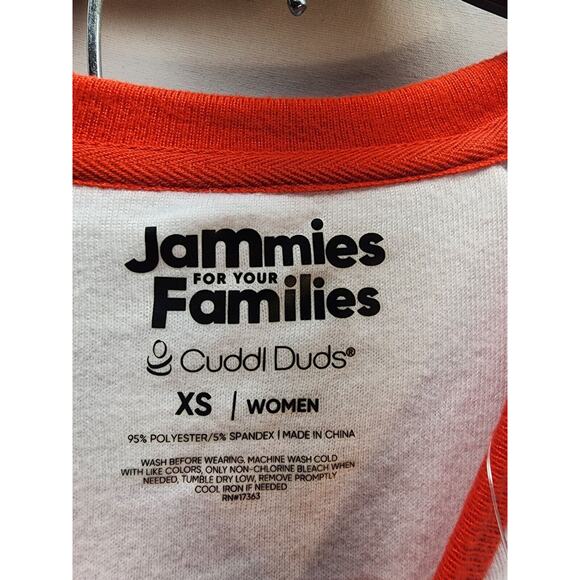 Jammies
FOR YOUR
Families
Cuddl Duds®
XS | WOMEN
95% POLYESTER/5% SPANDEX | MADE IN CHINA
WASH BEFORE WEARING. MACHINE WASH COLD
WITH LIKE COLORS, ONLY NON-CHLORINE BLEACH WHEN
NEEDED, TUMBLE DRY LOW, REMOVE PROMPTLY
COOL IRON IF NEEDED
RN#17363